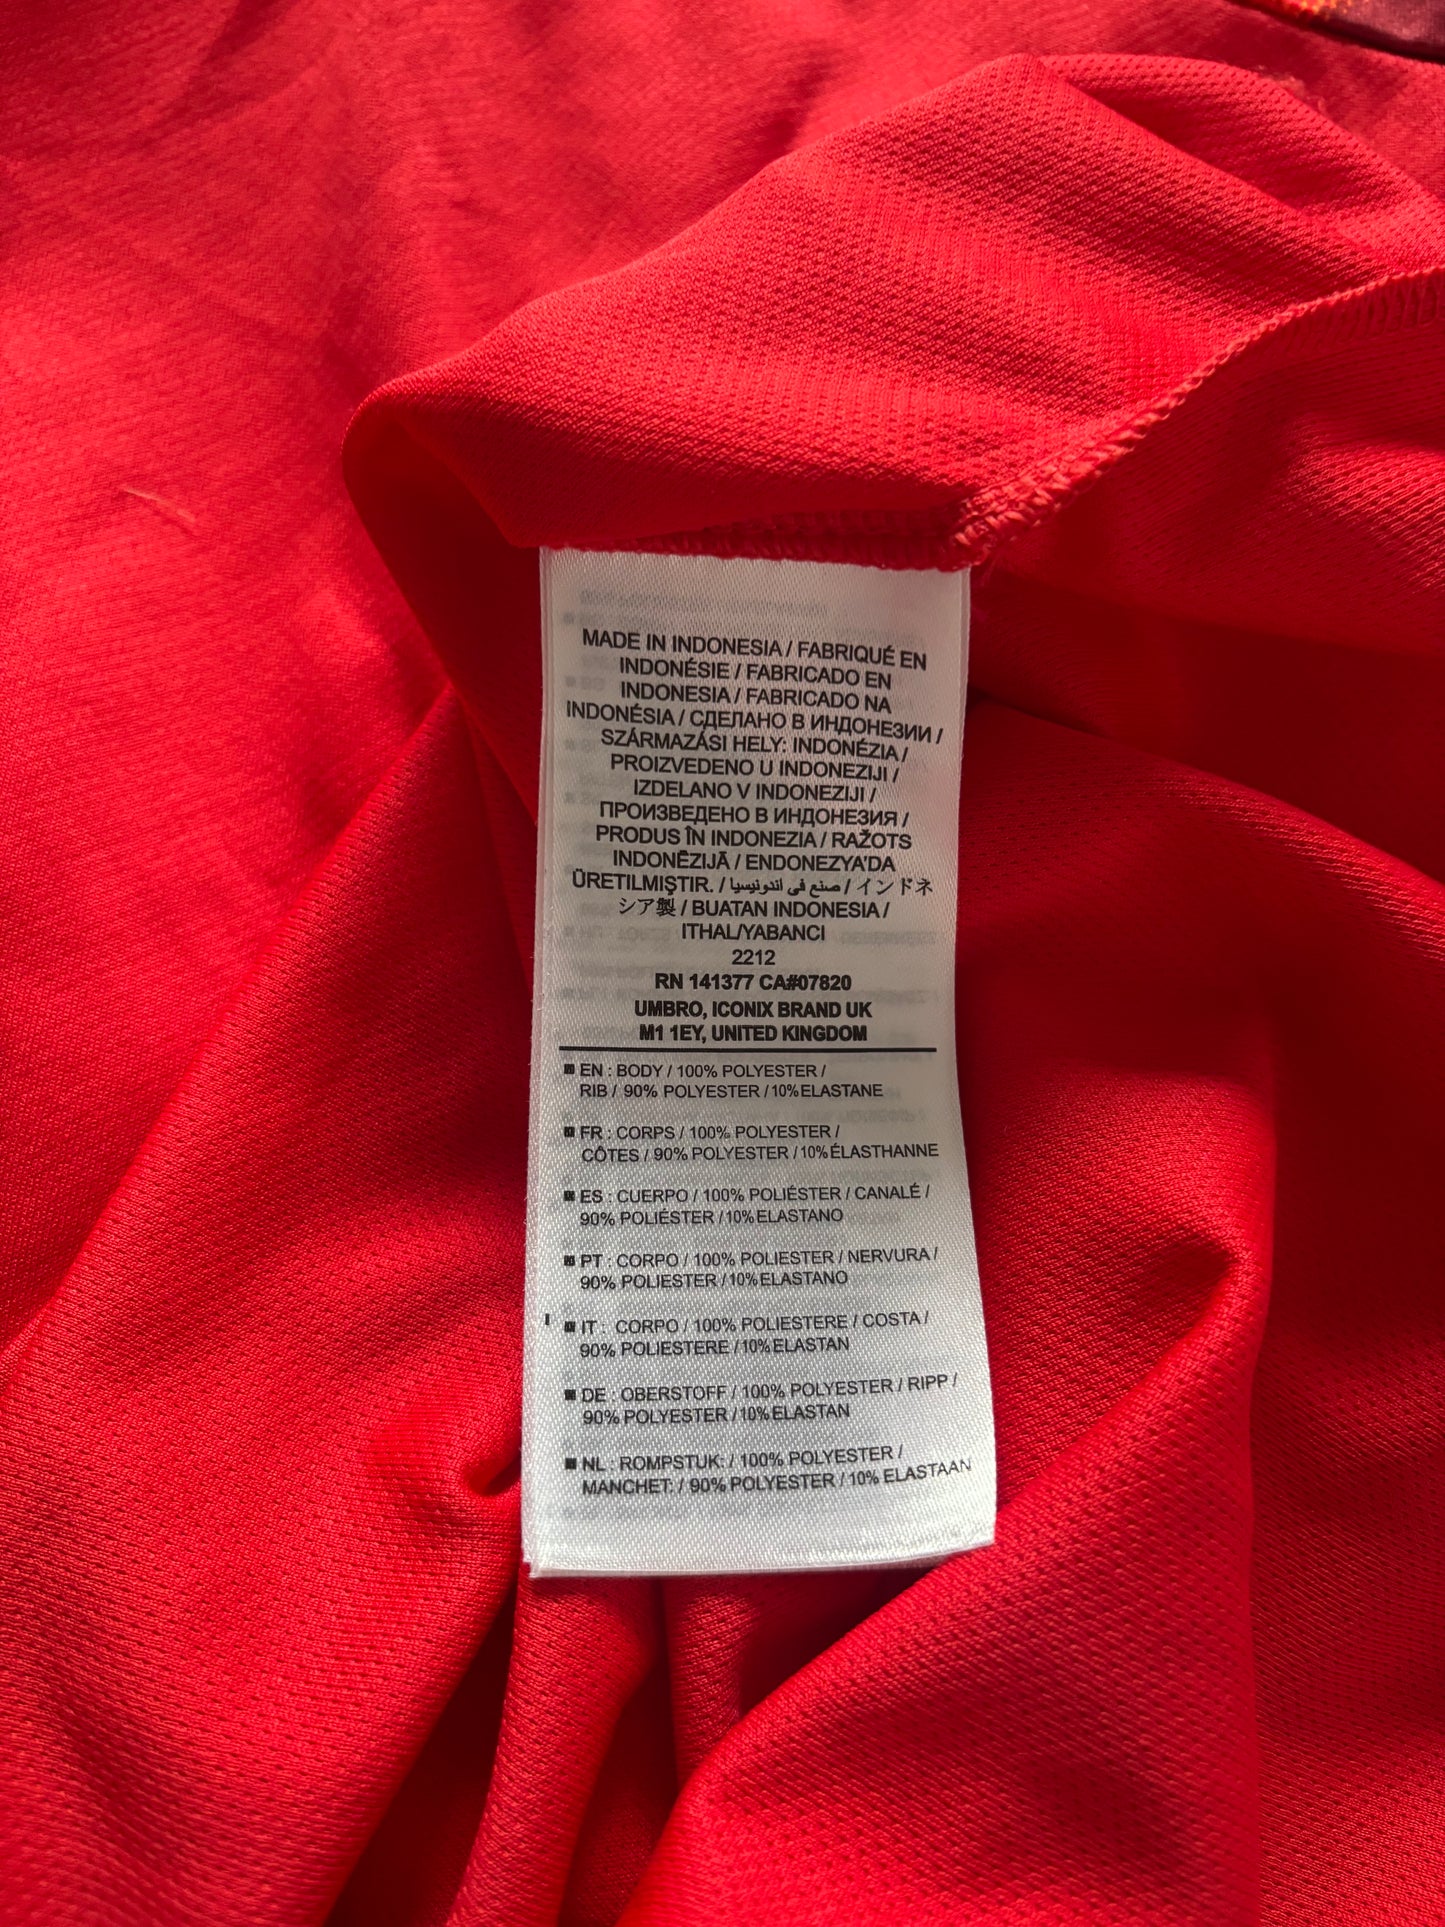 MADE IN INDONESIA / FABRIQUÉ EN
INDONÉSIE / FABRICADO EN
INDONESIA / FABRICADO NA
INDONÉSIA / СДЕЛАНО В ИНДОНЕЗИИ /
SZÁRMAZÁSI HELY: INDONÉZIA /
PROIZVEDENO U INDONEZIJI /
IZDELANO V INDONEZIJI /
ПРОИЗВЕДЕНО В ИНДОНЕЗИЯ /
PRODUS ÎN INDONEZIA / RAŽOTS
INDONĒZIJĀ / ENDONEZYA'DA
ÜRETILMIŞTIR. / صنع في اندونيسيا / インドネ
シア製 / BUATAN INDONESIA /
ITHAL/YABANCI
2212
RN 141377 CA#07820
UMBRO, ICONIX BRAND UK
M1 1EY, UNITED KINGDOM
EN : BODY / 100% POLYESTER /
RIB / 90% POLYESTER / 10% ELASTANE
FR : CORPS / 100% POLYESTER /
CÔTES / 90% POLYESTER / 10% ÉLASTHANNE
ES : CUERPO / 100% POLIÉSTER / CANALÉ /
90% POLIÉSTER / 10% ELASTANO
PT : CORPO / 100% POLIESTER / NERVURA /
90% POLIESTER / 10% ELASTANO
IT : CORPO / 100% POLIESTERE / COSTA /
90% POLIESTERE / 10% ELASTAN
DE : OBERSTOFF / 100% POLYESTER / RIPP /
90% POLYESTER / 10% ELASTAN
NL : ROMPSTUK: / 100% POLYESTER /
MANCHET: / 90% POLYESTER / 10% ELASTAAN